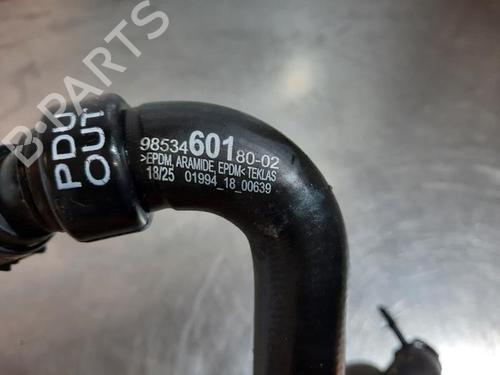 PDU
OUT
9853460180-02
>EPDM, ARAMIDE, EPDM< TEKLAS
18/25 01994_18_00639
B-PARTS